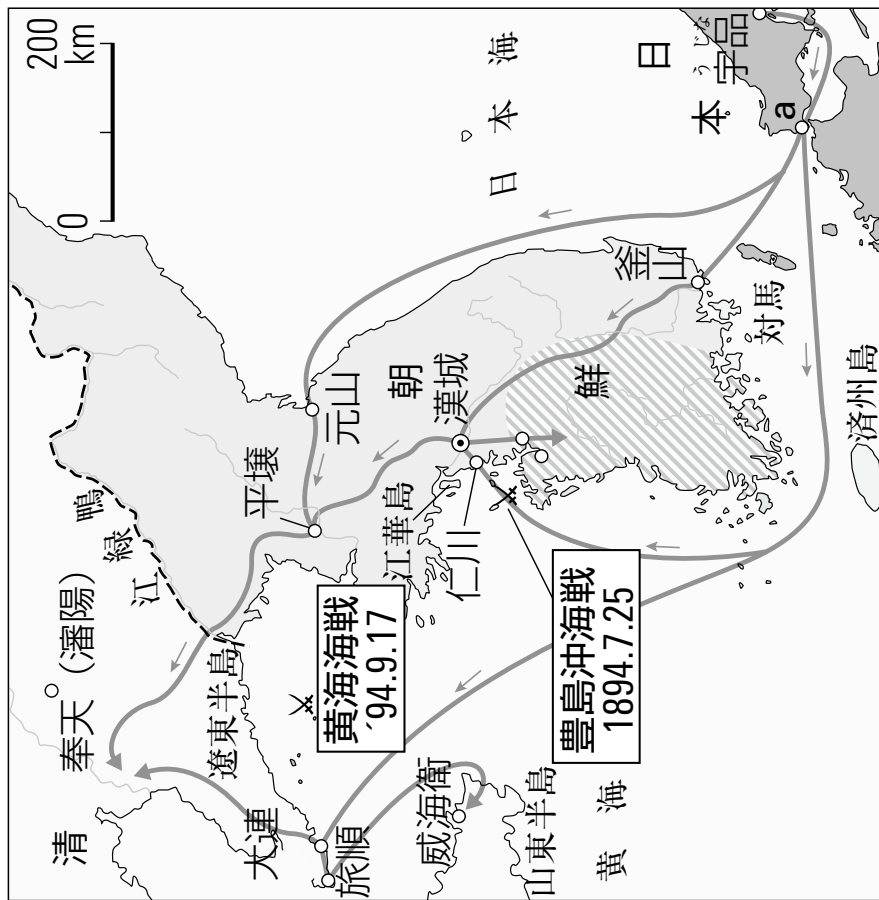 清
奉天（瀋陽）
鴨緑江
遼東半島
大連
旅順
威海衛
山東半島
黄海
黄海海戦
´94.9.17
豊島沖海戦
1894.7.25
平壌
元山
江華島
仁川
漢城
朝鮮
釜山
対馬
済州島
日本海
日本
宇品
うじな
a
0
200
km